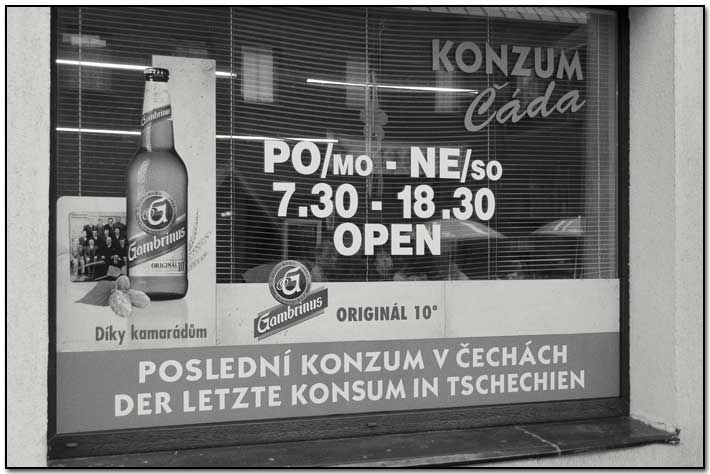 KONZUM
Čáda
PO/MO - NE/SO
7.30 - 18.30
OPEN
G
Gambrinus
ORIGINÁL 10
Díky kamarádům
G
Gambrinus
ORIGINÁL 10°
POSLEDNÍ KONZUM V ČECHÁCH
DER LETZTE KONSUM IN TSCHECHIEN